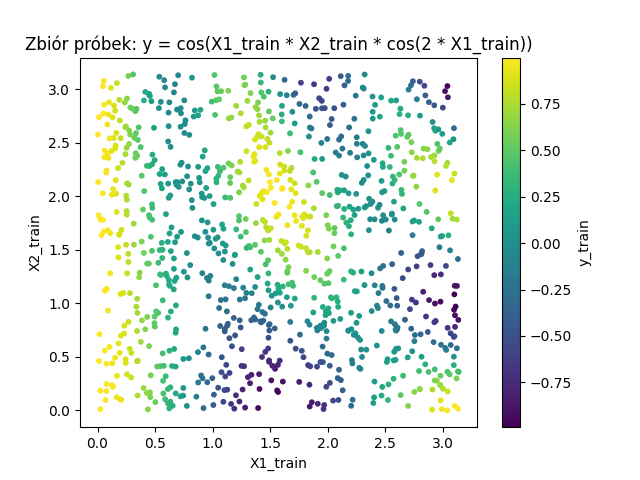 Zbiór próbek: y = cos(X1_train * X2_train * cos(2 * X1_train))
3.0
2.5
2.0
1.5
1.0
0.5
0.0
X2_train
0.0 0.5 1.0 1.5 2.0 2.5 3.0
X1_train
0.75
0.50
0.25
0.00
−0.25
−0.50
−0.75
y_train